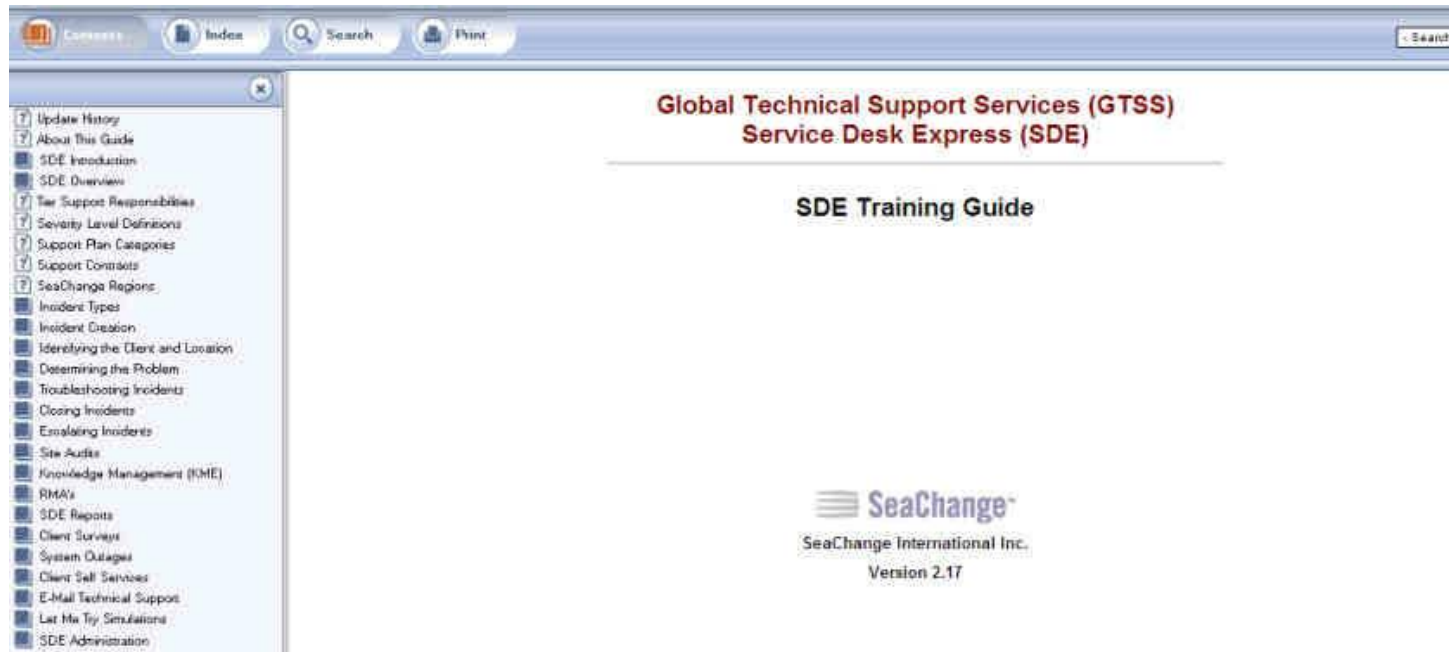 Contents
Index
Search
Print
Search
Update History
About This Guide
SDE Introduction
SDE Overview
Tier Support Responsibilities
Severity Level Definitions
Support Plan Categories
Support Contracts
SeaChange Regions
Incident Types
Incident Creation
Identifying the Client and Location
Determining the Problem
Troubleshooting Incidents
Closing Incidents
Escalating Incidents
Site Audits
Knowledge Management (KME)
RMA's
SDE Reports
Client Surveys
System Outages
Client Self Services
E-Mail Technical Support
Let Me Try Simulations
SDE Administration
Global Technical Support Services (GTSS)
Service Desk Express (SDE)
SDE Training Guide
SeaChange
SeaChange International Inc.
Version 2.17